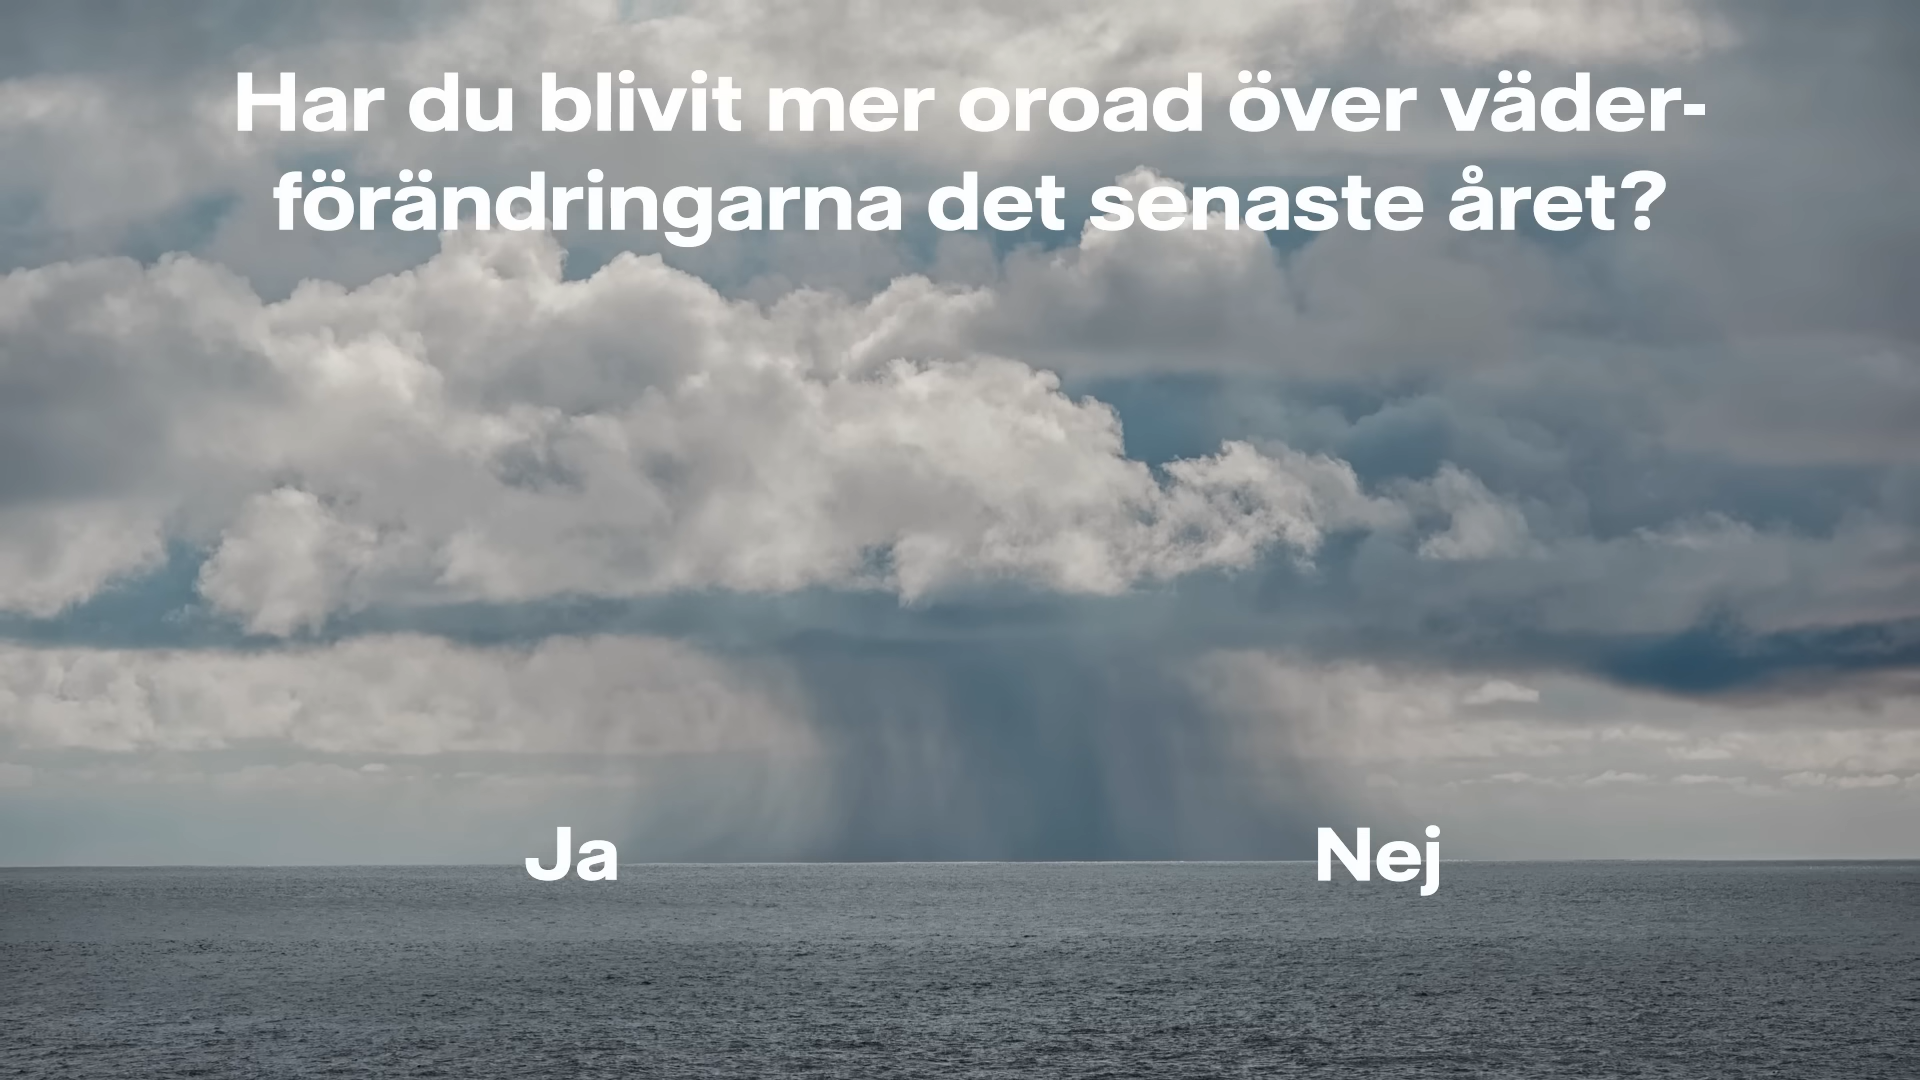 Har du blivit mer oroad över väder-
förändringarna det senaste året?
Ja
Nej